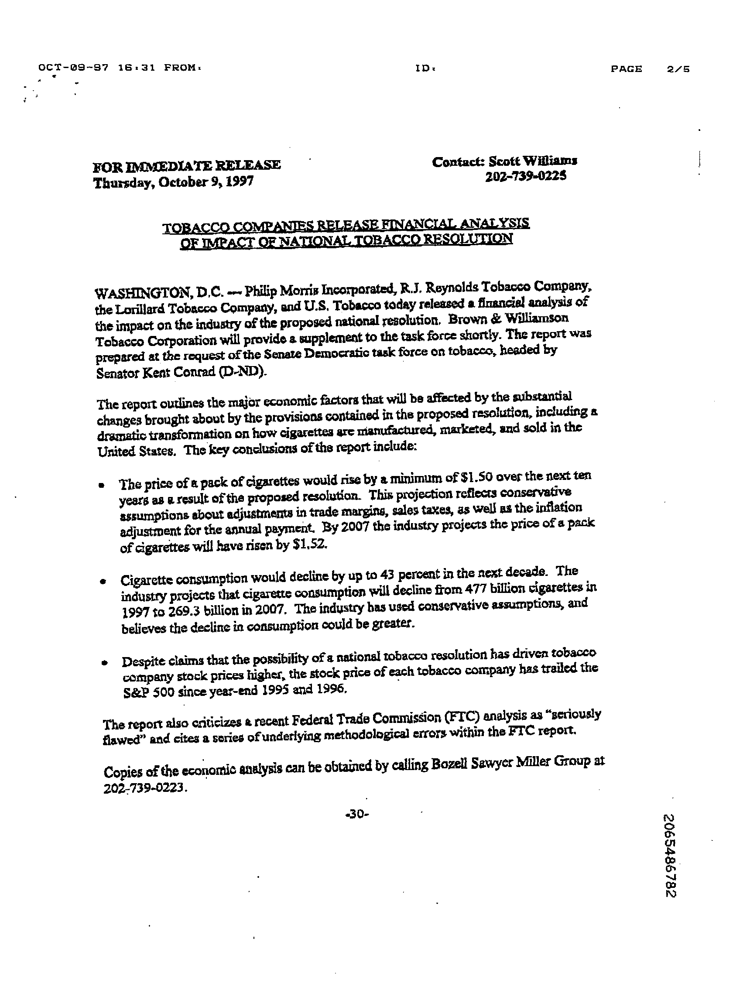 OCT-09-97 16:31 FROM: ID: PAGE 2/5
FOR IMMEDIATE RELEASE
Thursday, October 9, 1997
Contact: Scott Williams
202-739-0225
TOBACCO COMPANIES RELEASE FINANCIAL ANALYSIS
OF IMPACT OF NATIONAL TOBACCO RESOLUTION
WASHINGTON, D.C. — Philip Morris Incorporated, R.J. Reynolds Tobacco Company,
the Lorillard Tobacco Company, and U.S. Tobacco today released a financial analysis of
the impact on the industry of the proposed national resolution. Brown & Williamson
Tobacco Corporation will provide a supplement to the task force shortly. The report was
prepared at the request of the Senate Democratic task force on tobacco, headed by
Senator Kent Conrad (D-ND).
The report outlines the major economic factors that will be affected by the substantial
changes brought about by the provisions contained in the proposed resolution, including a
dramatic transformation on how cigarettes are manufactured, marketed, and sold in the
United States. The key conclusions of the report include:
• The price of a pack of cigarettes would rise by a minimum of $1.50 over the next ten
years as a result of the proposed resolution. This projection reflects conservative
assumptions about adjustments in trade margins, sales taxes, as well as the inflation
adjustment for the annual payment. By 2007 the industry projects the price of a pack
of cigarettes will have risen by $1.52.
• Cigarette consumption would decline by up to 43 percent in the next decade. The
industry projects that cigarette consumption will decline from 477 billion cigarettes in
1997 to 269.3 billion in 2007. The industry has used conservative assumptions, and
believes the decline in consumption could be greater.
• Despite claims that the possibility of a national tobacco resolution has driven tobacco
company stock prices higher, the stock price of each tobacco company has trailed the
S&P 500 since year-end 1995 and 1996.
The report also criticizes a recent Federal Trade Commission (FTC) analysis as "seriously
flawed" and cites a series of underlying methodological errors within the FTC report.
Copies of the economic analysis can be obtained by calling Bozell Sawyer Miller Group at
202-739-0223.
-30-
2065486782